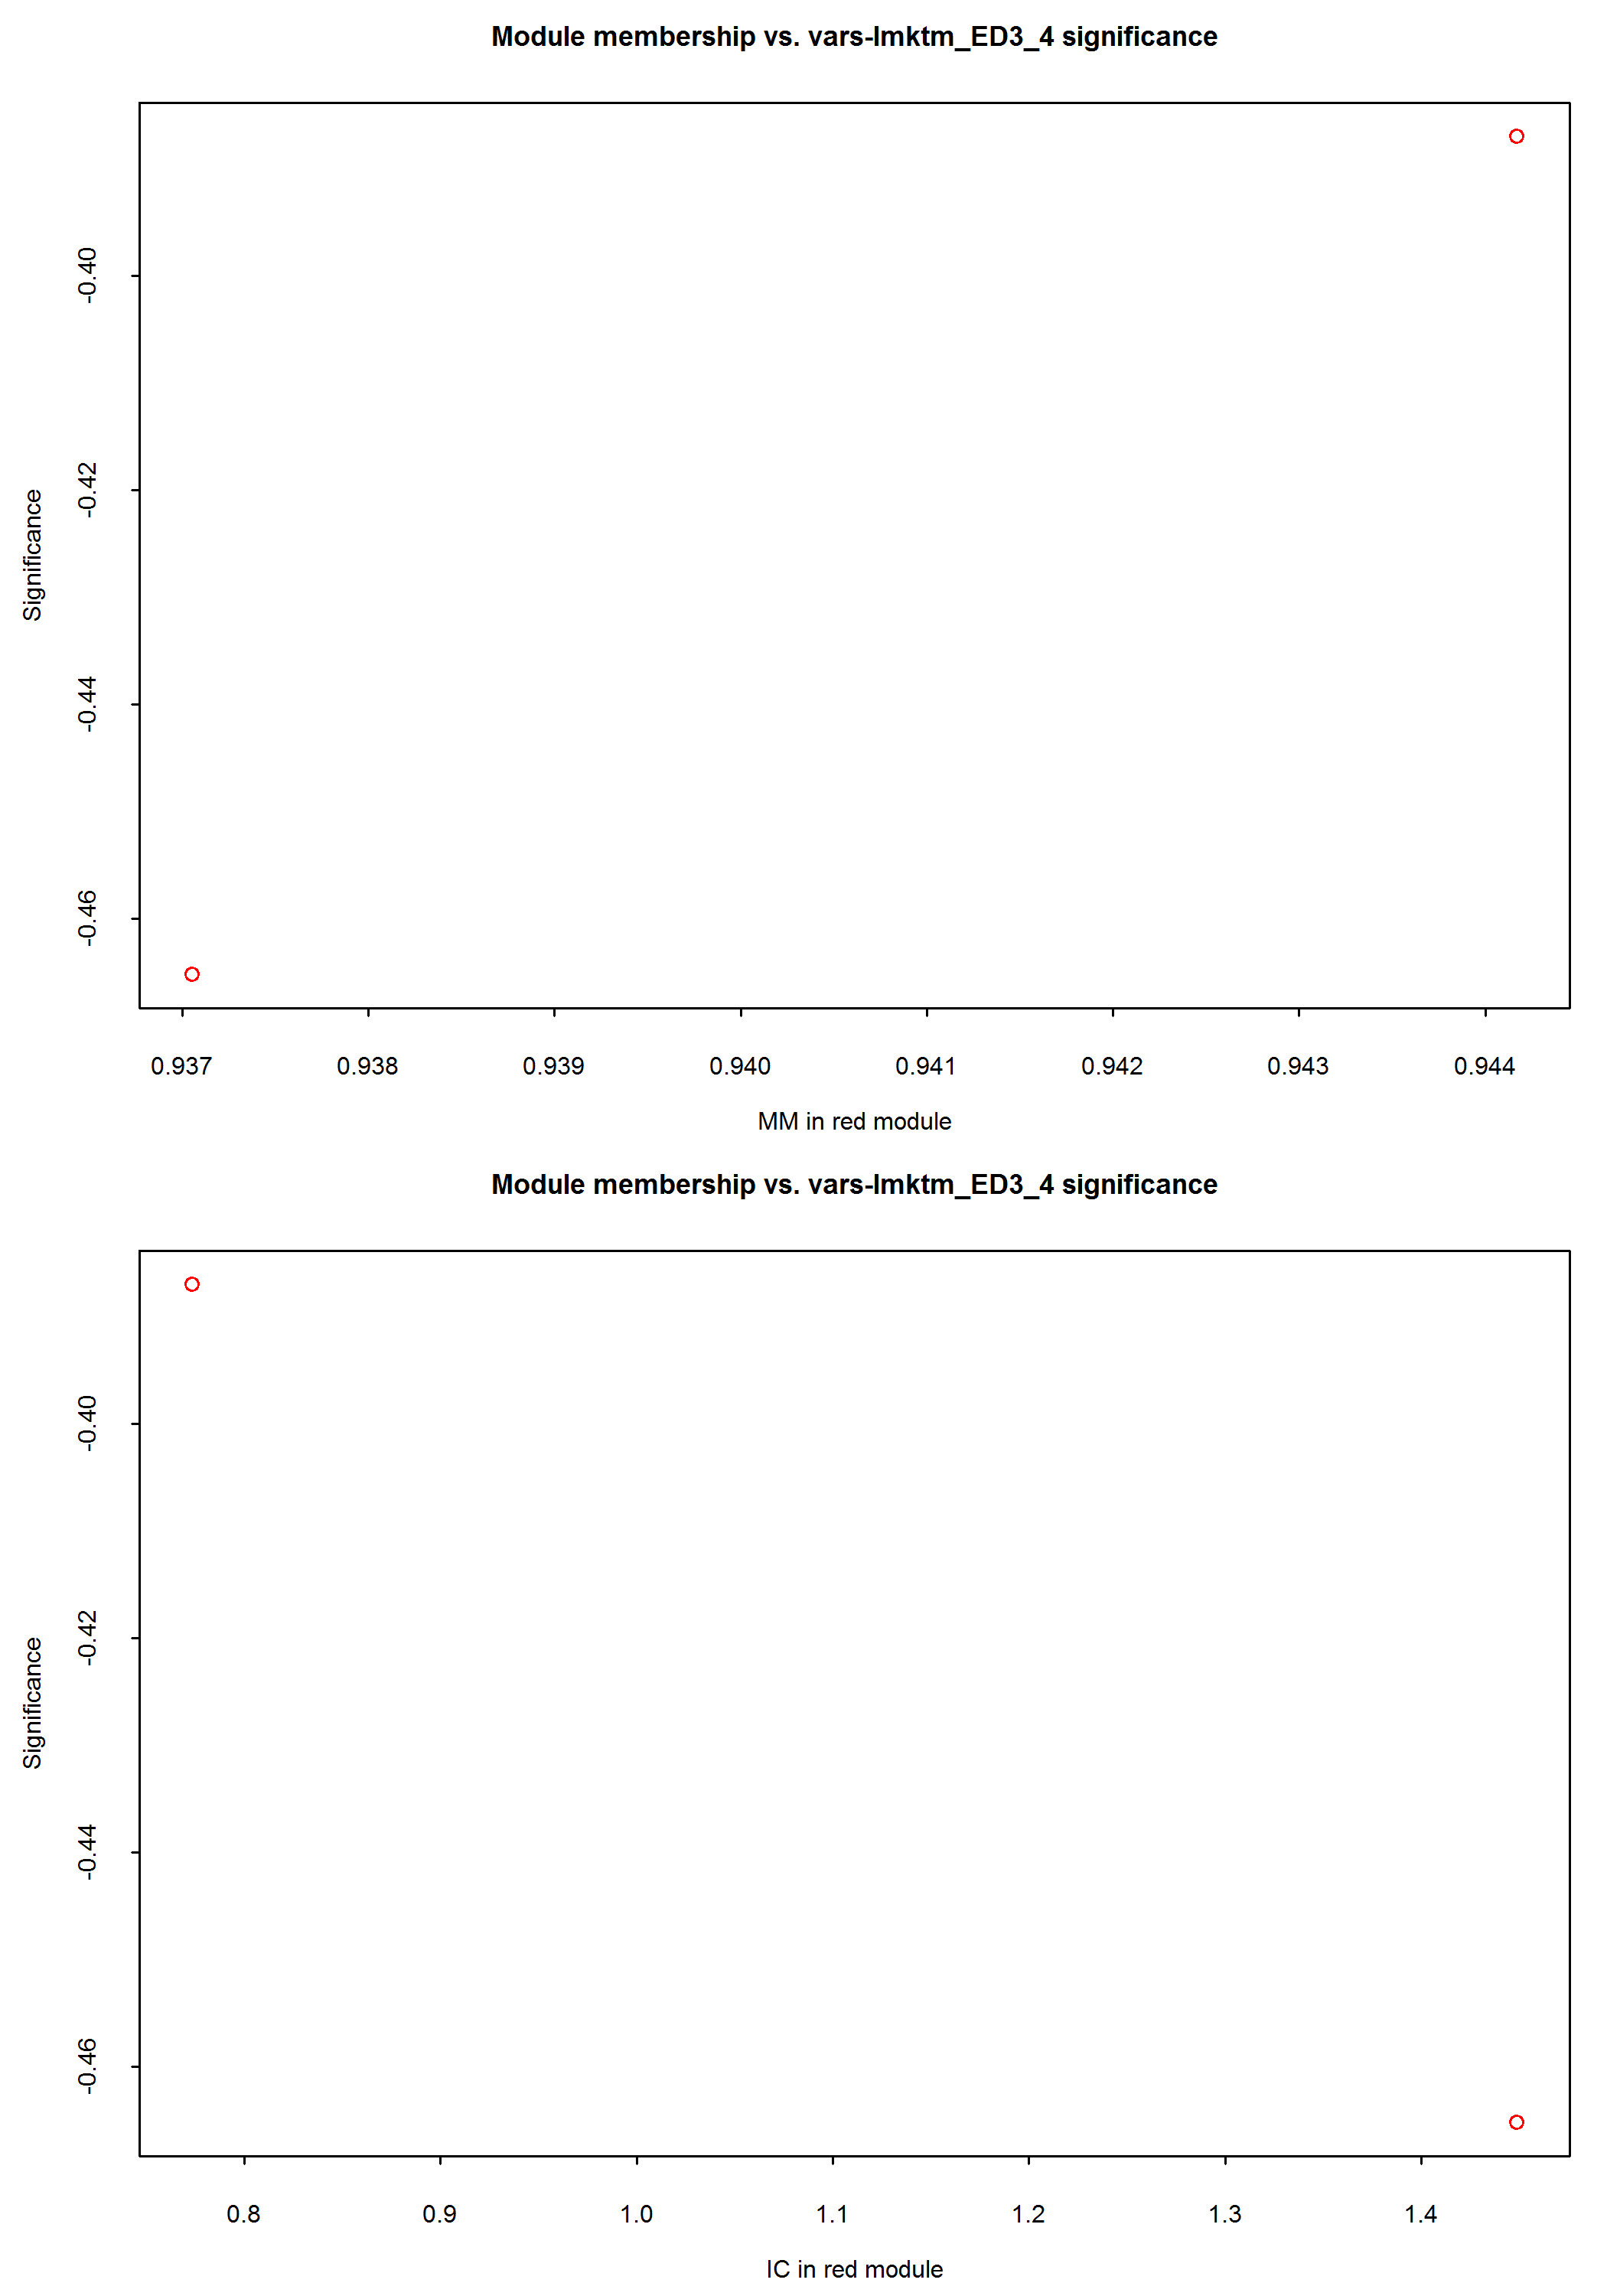 Module membership vs. vars-lmktm_ED3_4 significance
-0.40
-0.42
Significance
-0.44
-0.46
0.937 0.938 0.939 0.940 0.941 0.942 0.943 0.944
MM in red module
Module membership vs. vars-lmktm_ED3_4 significance
-0.40
-0.42
Significance
-0.44
-0.46
0.8 0.9 1.0 1.1 1.2 1.3 1.4
IC in red module